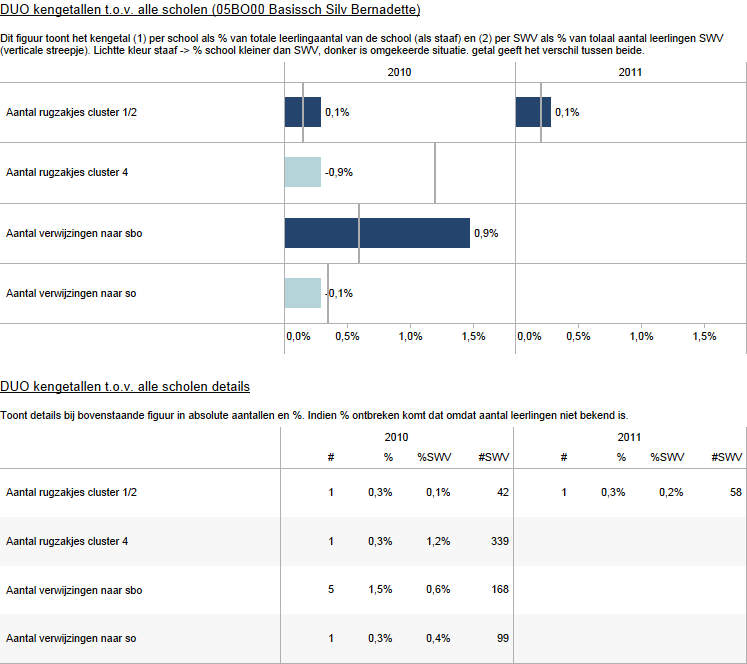 DUO kengetallen t.o.v. alle scholen (05BO00 Basissch Silv Bernadette)
Dit figuur toont het kengetal (1) per school als % van totale leerlingaantal van de school (als staaf) en (2) per SWV als % van tolaal aantal leerlingen SWV
(verticale streepje). Lichtte kleur staaf -> % school kleiner dan SWV, donker is omgekeerde situatie. getal geeft het verschil tussen beide.
2010 2011
Aantal rugzakjes cluster 1/2 0,1% 0,1%
Aantal rugzakjes cluster 4 -0,9%
Aantal verwijzingen naar sbo 0,9%
Aantal verwijzingen naar so -0,1%
0,0% 0,5% 1,0% 1,5% 0,0% 0,5% 1,0% 1,5%
DUO kengetallen t.o.v. alle scholen details
Toont details bij bovenstaande figuur in absolute aantallen en %. Indien % ontbreken komt dat omdat aantal leerlingen niet bekend is.
2010 2011
# % %SWV #SWV # % %SWV #SWV
Aantal rugzakjes cluster 1/2 1 0,3% 0,1% 42 1 0,3% 0,2% 58
Aantal rugzakjes cluster 4 1 0,3% 1,2% 339
Aantal verwijzingen naar sbo 5 1,5% 0,6% 168
Aantal verwijzingen naar so 1 0,3% 0,4% 99